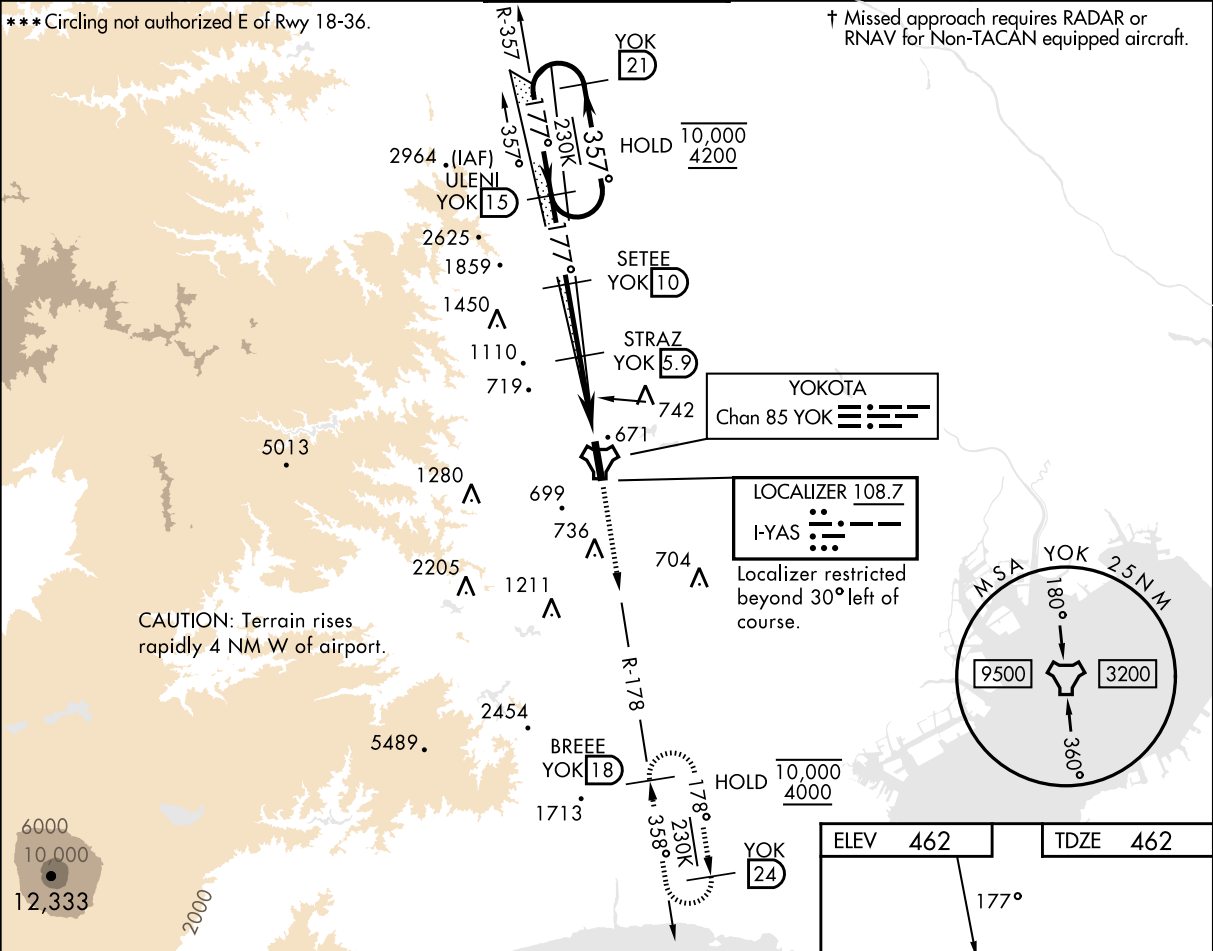 *** Circling not authorized E of Rwy 18-36.
† Missed approach requires RADAR or
RNAV for Non-TACAN equipped aircraft.
R-357
YOK
21
177°
230K
357°
357°
HOLD
10,000
4200
2964
(IAF)
ULENI
YOK 15
2625
177°
1859
SETEE
YOK 10
1450
STRAZ
YOK 5.9
1110
719
742
YOKOTA
Chan 85 YOK
671
5013
1280
699
LOCALIZER 108.7
I-YAS
736
704
2205
1211
Localizer restricted
beyond 30° left of
course.
MSA YOK 25NM
180°
9500
3200
360°
CAUTION: Terrain rises
rapidly 4 NM W of airport.
R-178
2454
5489
BREEE
YOK 18
HOLD
10,000
4000
1713
178°
230K
358°
YOK
24
6000
10,000
12,333
2000
ELEV 462
TDZE 462
177°